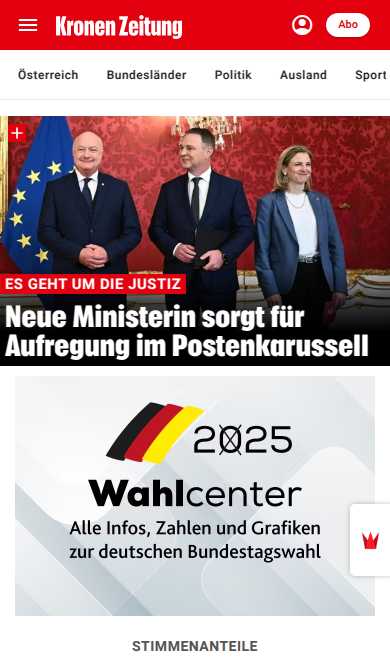 Kronen Zeitung
Abo
Österreich Bundesländer Politik Ausland Sport
ES GEHT UM DIE JUSTIZ
Neue Ministerin sorgt für
Aufregung im Postenkarussell
2025
Wahlcenter
Alle Infos, Zahlen und Grafiken
zur deutschen Bundestagswahl
STIMMENANTEILE